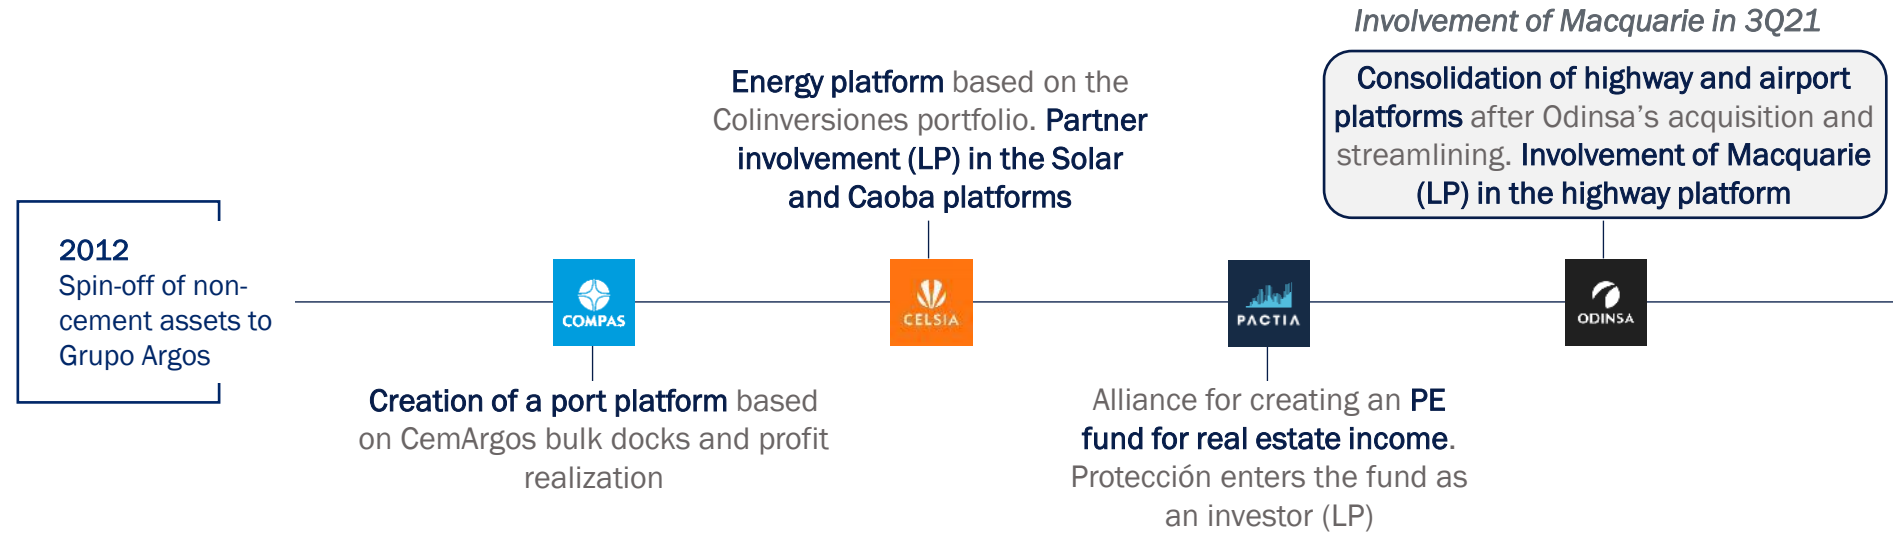 Involvement of Macquarie in 3Q21
Consolidation of highway and airport
platforms after Odinsa’s acquisition and
streamlining. Involvement of Macquarie
(LP) in the highway platform
Energy platform based on the
Colinversiones portfolio. Partner
involvement (LP) in the Solar
and Caoba platforms
2012
Spin-off of non-
cement assets to
Grupo Argos
COMPAS
CELSIA
PACTIA
ODINSA
Creation of a port platform based
on CemArgos bulk docks and profit
realization
Alliance for creating an PE
fund for real estate income.
Protección enters the fund as
an investor (LP)